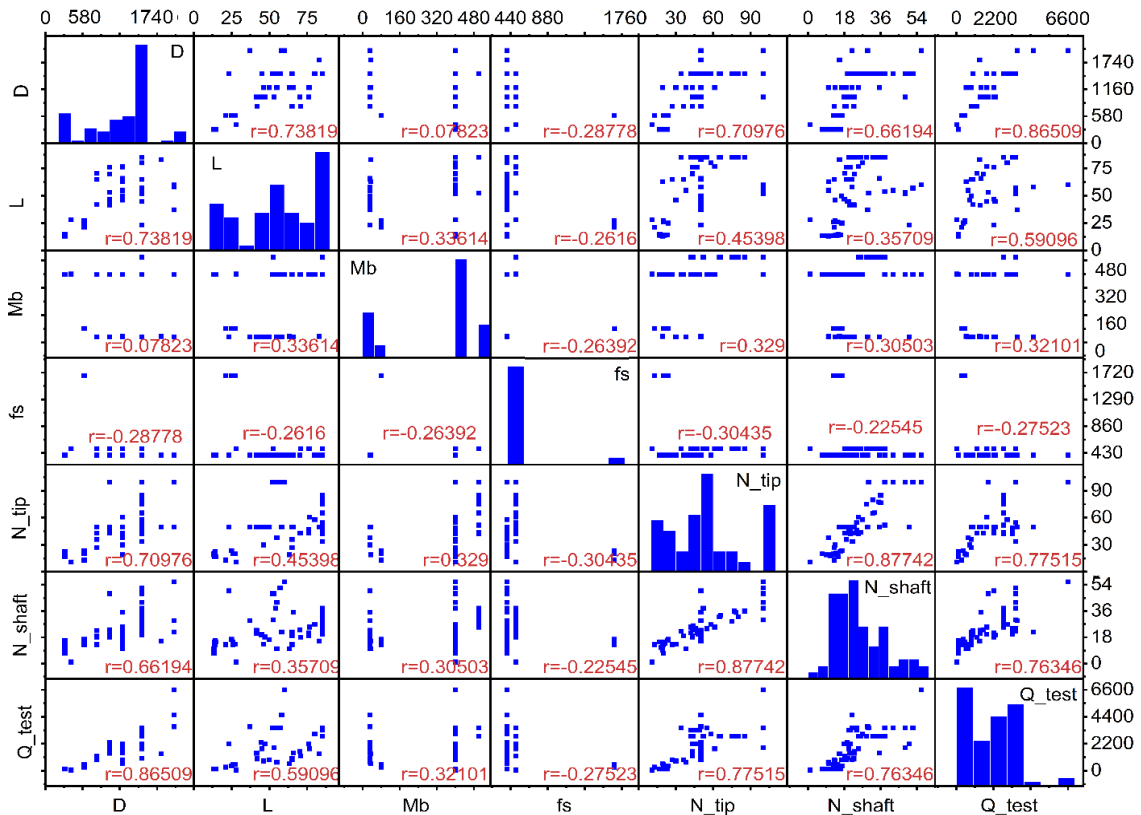 0 580 1740 0 25 50 75 0 160 320 480 440 880 1760 30 60 90 0 18 36 54 0 2200 6600
D
D
r=0.73819 r=0.07823 r=-0.28778 r=0.70976 r=0.66194 r=0.86509
1740
1160
580
0
L
L
r=0.73819 r=0.33614 r=-0.2616 r=0.45398 r=0.35709 r=0.59096
75
50
25
0
Mb
Mb
r=0.07823 r=0.33614 r=-0.26392 r=0.329 r=0.30503 r=0.32101
480
320
160
0
fs
fs
r=-0.28778 r=-0.2616 r=-0.26392 r=-0.30435 r=-0.22545 r=-0.27523
1720
1290
860
430
N_tip
N_tip
r=0.70976 r=0.45398 r=0.329 r=-0.30435 r=0.87742 r=0.77515
90
60
30
N_shaft
N_shaft
r=0.66194 r=0.35709 r=0.30503 r=-0.22545 r=0.87742 r=0.76346
54
36
18
0
Q_test
Q_test
r=0.86509 r=0.59096 r=0.32101 r=-0.27523 r=0.77515 r=0.76346
6600
4400
2200
0
D L Mb fs N_tip N_shaft Q_test